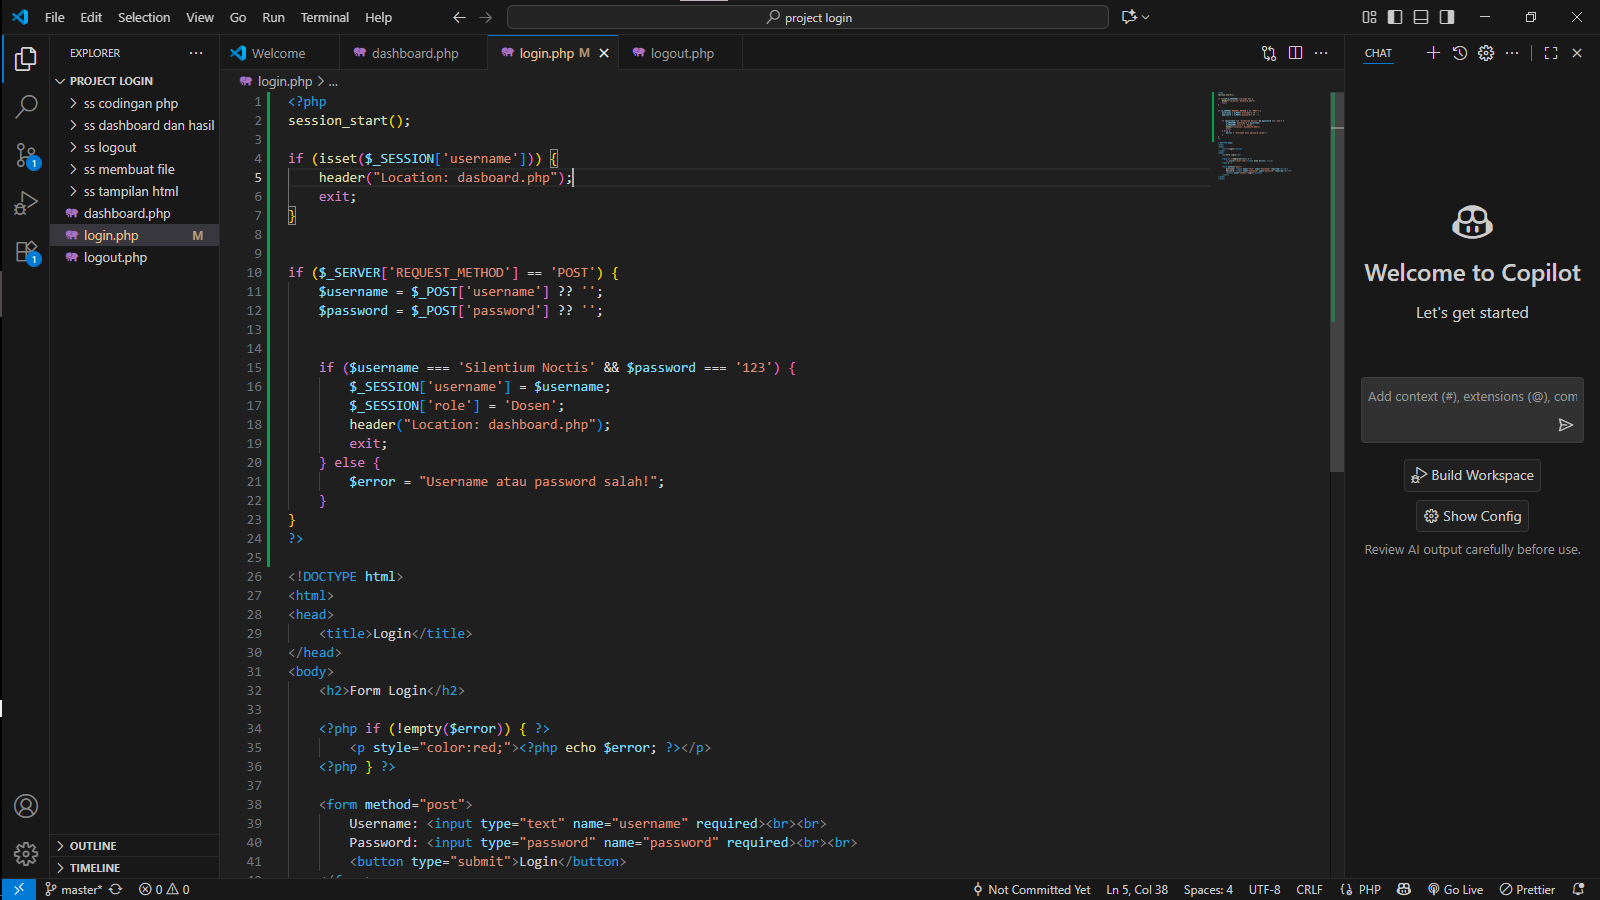 File Edit Selection View Go Run Terminal Help
project login
EXPLORER
Welcome
dashboard.php
login.php M
logout.php
CHAT
PROJECT LOGIN
ss codingan php
ss dashboard dan hasil
ss logout
ss membuat file
ss tampilan html
dashboard.php
login.php M
logout.php
1
1
OUTLINE
TIMELINE
login.php > ...
1 <?php
2 session_start();
3
4 if (isset($_SESSION['username'])) {
5     header("Location: dasboard.php");
6     exit;
7 }
8
9
10 if ($_SERVER['REQUEST_METHOD'] == 'POST') {
11     $username = $_POST['username'] ?? '';
12     $password = $_POST['password'] ?? '';
13
14
15     if ($username === 'Silentium Noctis' && $password === '123') {
16         $_SESSION['username'] = $username;
17         $_SESSION['role'] = 'Dosen';
18         header("Location: dashboard.php");
19         exit;
20     } else {
21         $error = "Username atau password salah!";
22     }
23 }
24 ?>
25
26 <!DOCTYPE html>
27 <html>
28 <head>
29     <title>Login</title>
30 </head>
31 <body>
32     <h2>Form Login</h2>
33
34     <?php if (!empty($error)) { ?>
35         <p style="color:red;"><?php echo $error; ?></p>
36     <?php } ?>
37
38     <form method="post">
39         Username: <input type="text" name="username" required><br><br>
40         Password: <input type="password" name="password" required><br><br>
41         <button type="submit">Login</button>
Welcome to Copilot
Let's get started
Add context (#), extensions (@), com
Build Workspace
Show Config
Review AI output carefully before use.
master* 0 0
Not Committed Yet Ln 5, Col 38 Spaces: 4 UTF-8 CRLF PHP Go Live Prettier